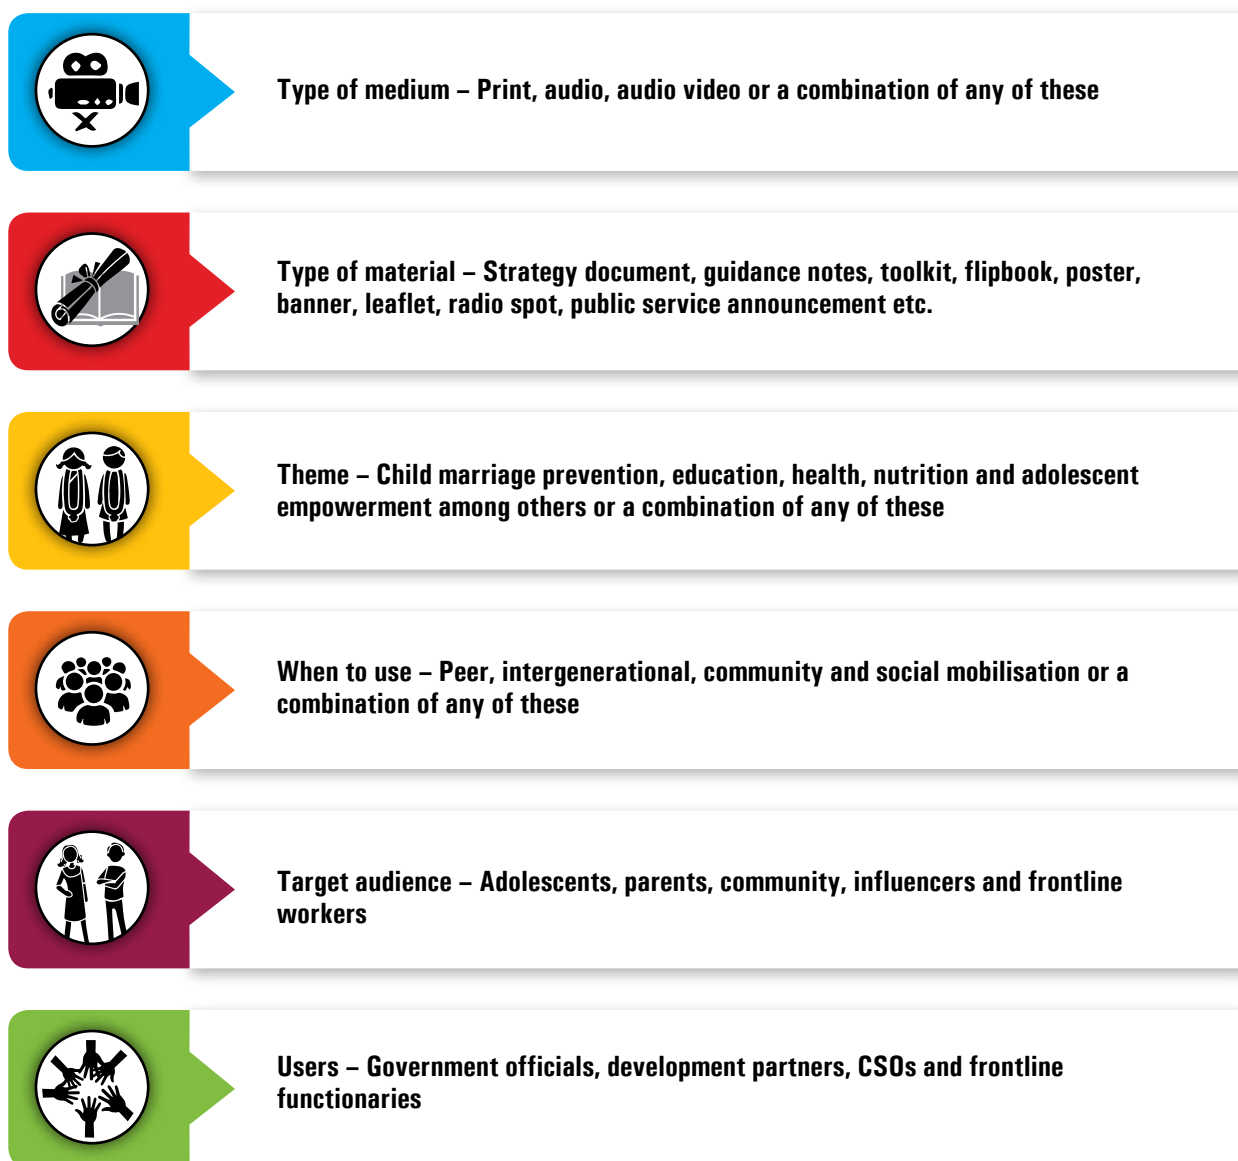 Type of medium – Print, audio, audio video or a combination of any of these
Type of material – Strategy document, guidance notes, toolkit, flipbook, poster,
banner, leaflet, radio spot, public service announcement etc.
Theme – Child marriage prevention, education, health, nutrition and adolescent
empowerment among others or a combination of any of these
When to use – Peer, intergenerational, community and social mobilisation or a
combination of any of these
Target audience – Adolescents, parents, community, influencers and frontline
workers
Users – Government officials, development partners, CSOs and frontline
functionaries